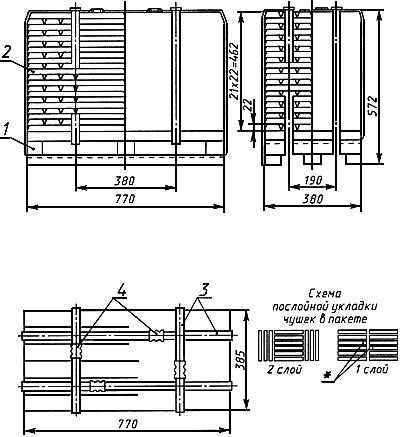 2
1
380
770
21x22=462
22
190
380
572
4
3
385
770
Схема
послойной укладки
чушек в пакете
2 слой
*
1 слой